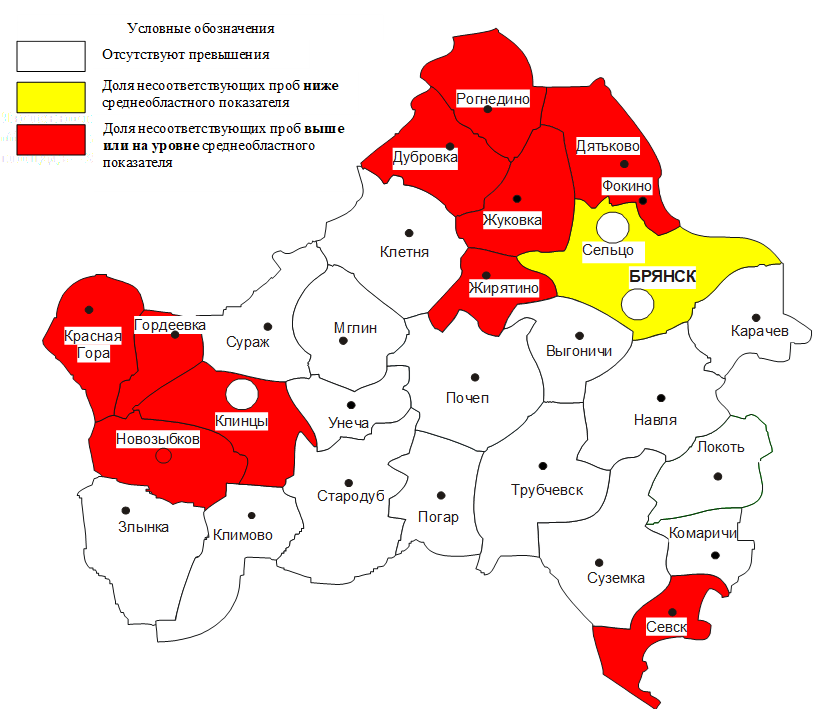 Условные обозначения
Отсутствуют превышения
Доля несоответствующих проб ниже
среднеобластного показателя
Доля несоответствующих проб выше
или на уровне среднеобластного
показателя
Рогнедино
Дубровка
Дятьково
Фокино
Жуковка
Клетня
Сельцо
БРЯНСК
Жирятино
Красная
Гора
Гордеевка
Сураж
Мглин
Выгоничи
Карачев
Почеп
Клинцы
Унеча
Навля
Новозыбков
Локоть
Стародуб
Трубчевск
Злынка
Климово
Погар
Комаричи
Суземка
Севск